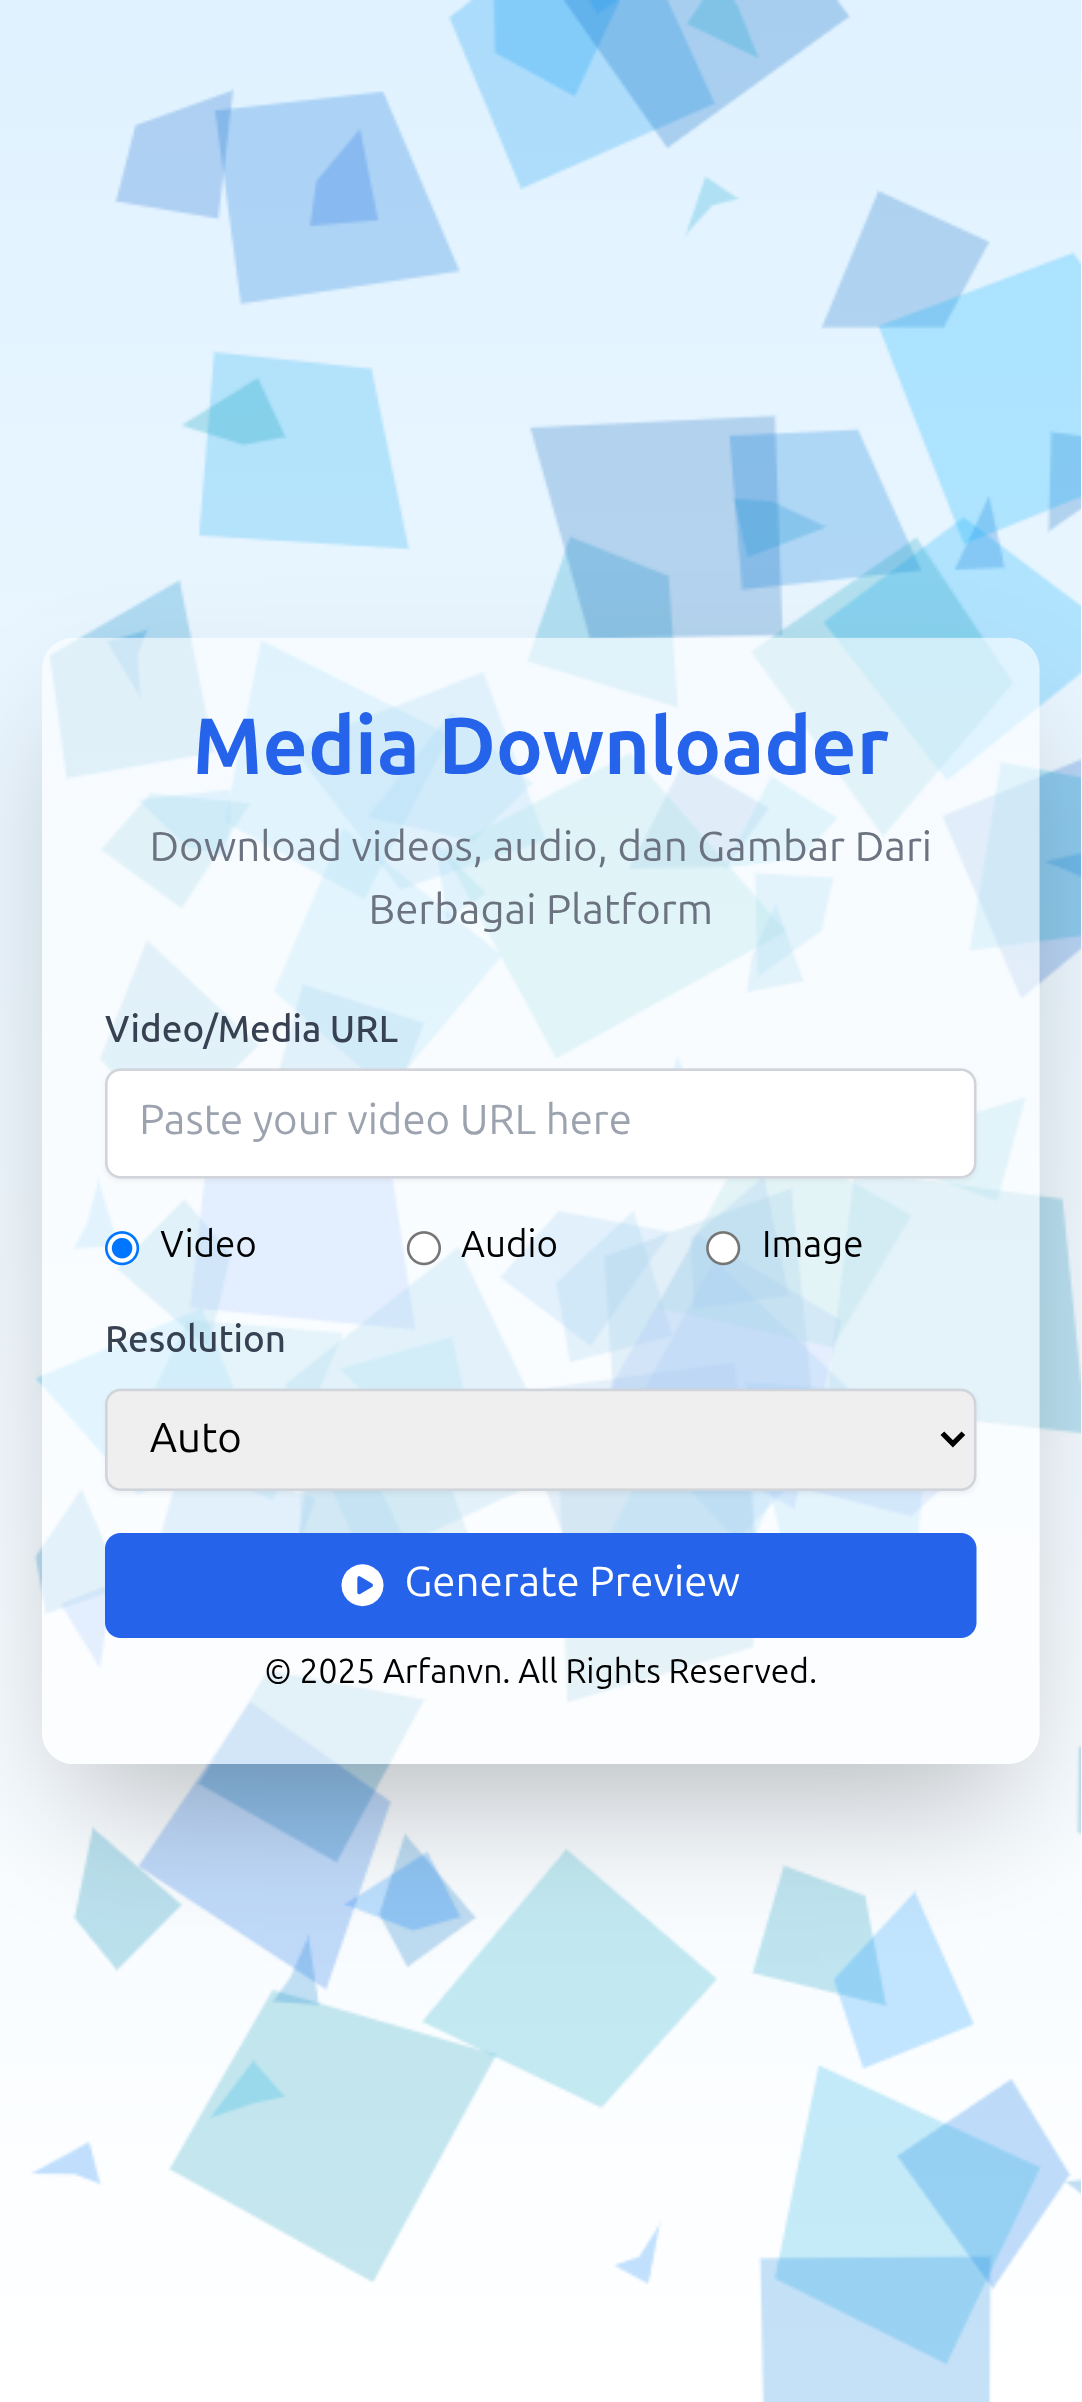 Media Downloader
Download videos, audio, dan Gambar Dari
Berbagai Platform
Video/Media URL
Paste your video URL here
Video Audio Image
Resolution
Auto
Generate Preview
© 2025 Arfanvn. All Rights Reserved.